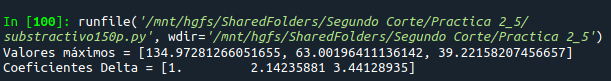 In [100]: runfile('/mnt/hgfs/SharedFolders/Segundo Corte/Practica 2_5/
substractivo150p.py', wdir='/mnt/hgfs/SharedFolders/Segundo Corte/Practica 2_5')
Valores máximos = [134.97281266051655, 63.00196411136142, 39.22158207456657]
Coeficientes Delta = [1.         2.14235881 3.44128935]